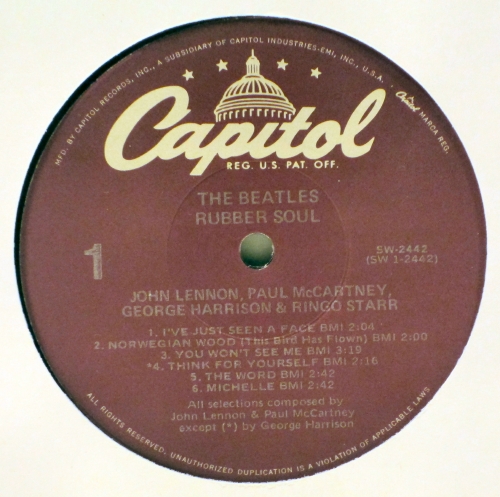 MFD. BY CAPITOL RECORDS, INC., A SUBSIDIARY OF CAPITOL INDUSTRIES-EMI, INC., U.S.A.
Capitol MARCA REG.
Capitol
REG. U.S. PAT. OFF.
THE BEATLES
RUBBER SOUL
1
SW-2442
(SW 1-2442)
JOHN LENNON, PAUL McCARTNEY,
GEORGE HARRISON & RINGO STARR
1. I'VE JUST SEEN A FACE BMI 2:04
2. NORWEGIAN WOOD (This Bird Has Flown) BMI 2:00
3. YOU WON'T SEE ME BMI 3:19
*4. THINK FOR YOURSELF BMI 2:16
5. THE WORD BMI 2:42
6. MICHELLE BMI 2:42
All selections composed by
John Lennon & Paul McCartney
except (*) by George Harrison
ALL RIGHTS RESERVED. UNAUTHORIZED DUPLICATION IS A VIOLATION OF APPLICABLE LAWS